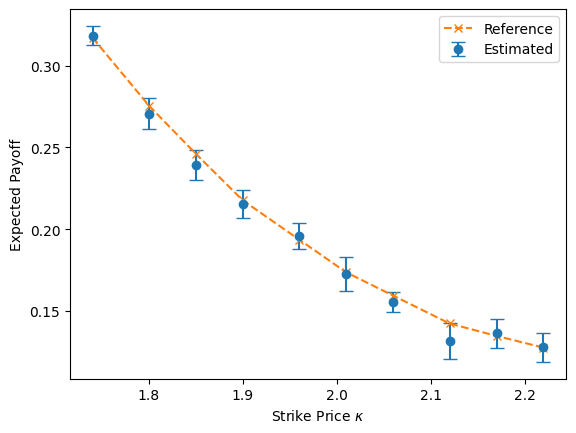 Reference
Estimated
0.30
0.25
0.20
0.15
Expected Payoff
1.8 1.9 2.0 2.1 2.2
Strike Price κ